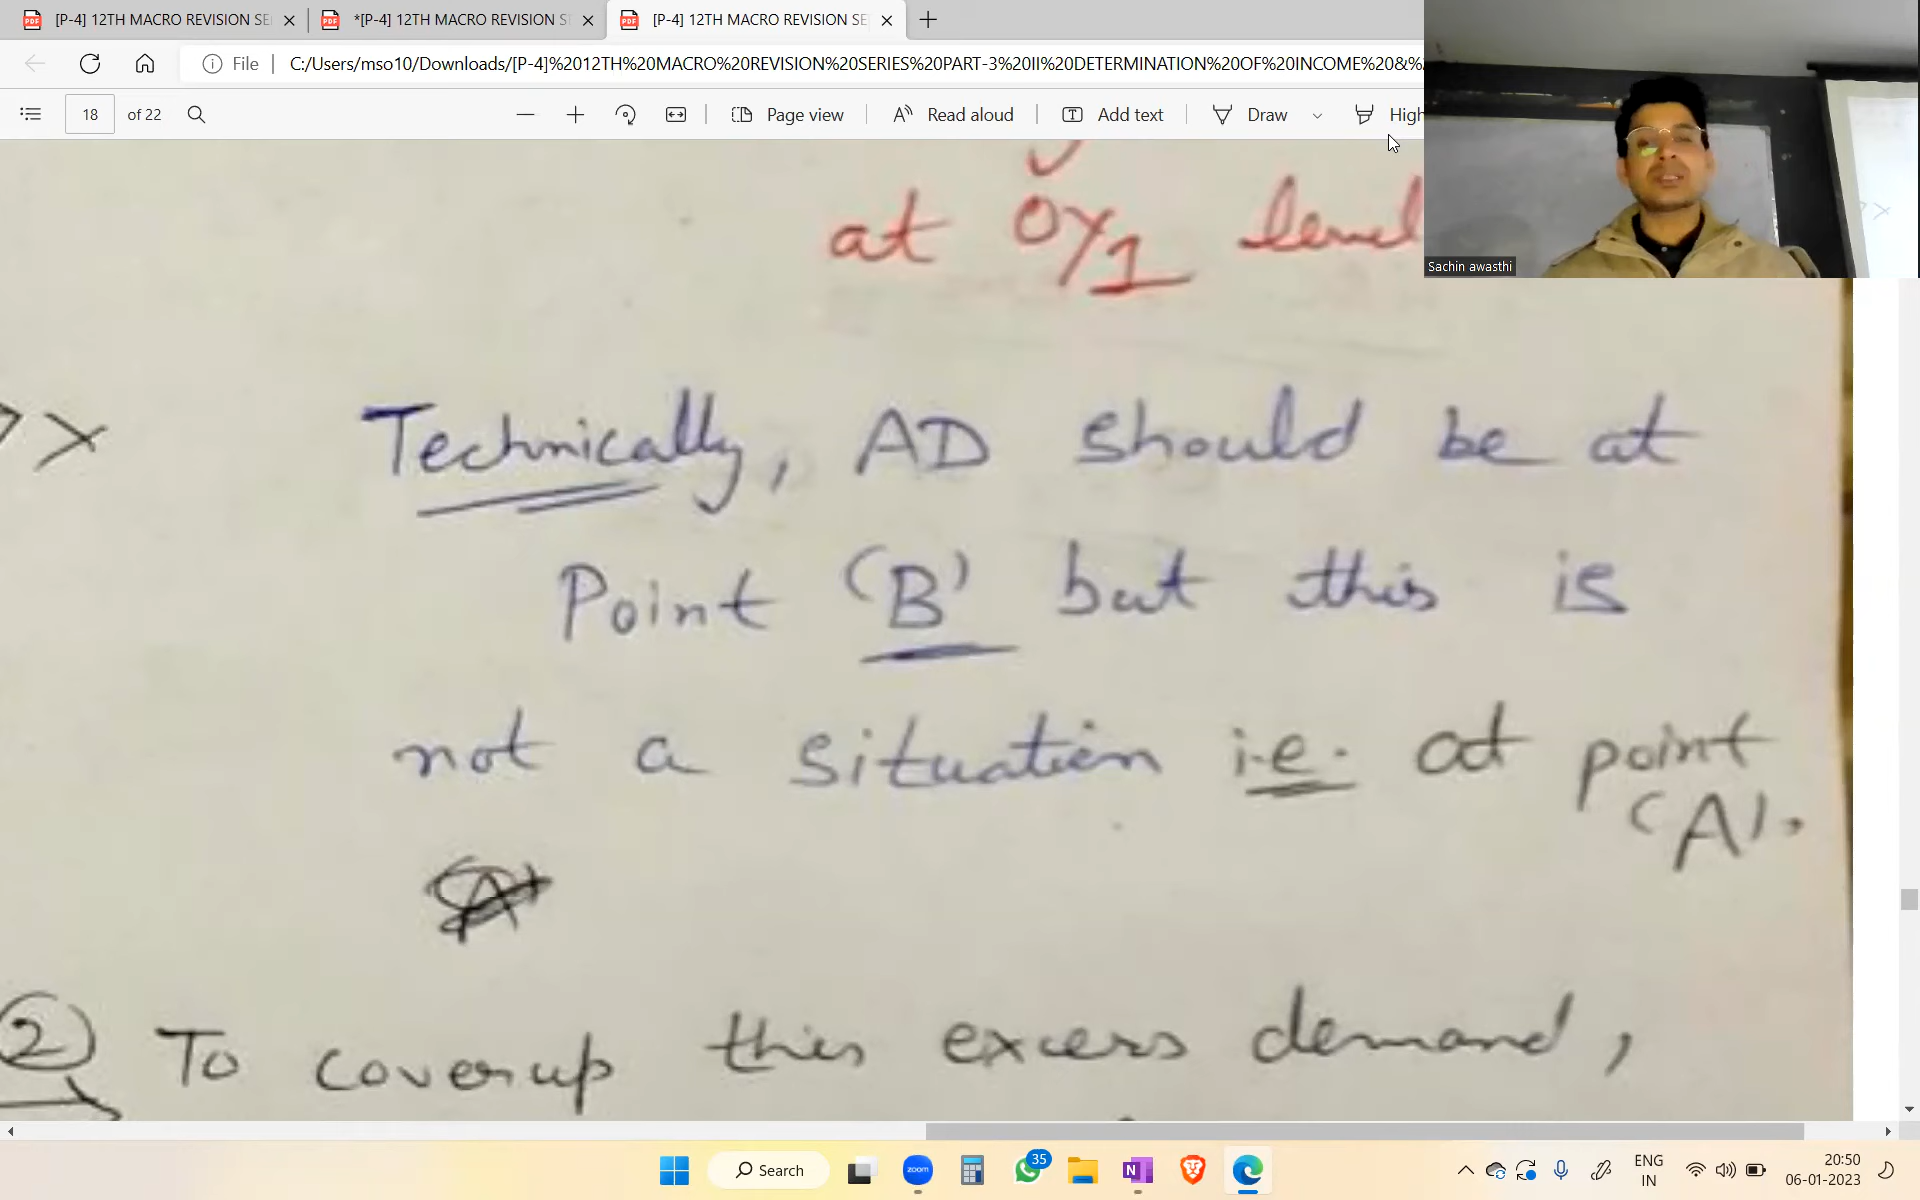 [P-4] 12TH MACRO REVISION SE
*[P-4] 12TH MACRO REVISION S
[P-4] 12TH MACRO REVISION SE
File
C:/Users/mso10/Downloads/[P-4]%2012TH%20MACRO%20REVISION%20SERIES%20PART-3%20II%20DETERMINATION%20OF%20INCOME%20&%
18 of 22
Page view
Read aloud
Add text
Draw
High
Sachin awasthi
at OY1 level
>X
Technically, AD should be at
Point (B) but this is
not a situation i.e. at point
(A).
② To coverup this excess demand,
Search
zoom
35
N
ENG
IN
20:50
06-01-2023